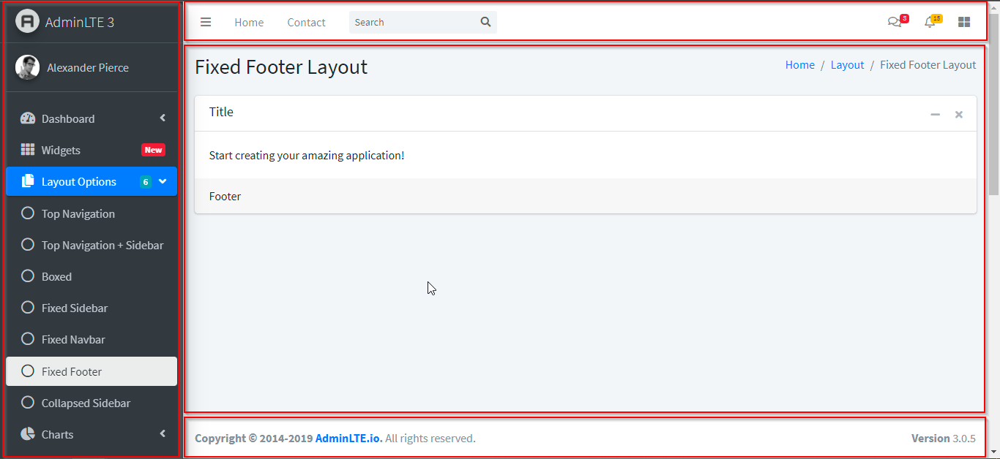 AdminLTE 3
Alexander Pierce
Dashboard
Widgets New
Layout Options 6
Top Navigation
Top Navigation + Sidebar
Boxed
Fixed Sidebar
Fixed Navbar
Fixed Footer
Collapsed Sidebar
Charts
Home Contact Search 3 15
Fixed Footer Layout
Home / Layout / Fixed Footer Layout
Title
Start creating your amazing application!
Footer
Copyright © 2014-2019 AdminLTE.io. All rights reserved.
Version 3.0.5